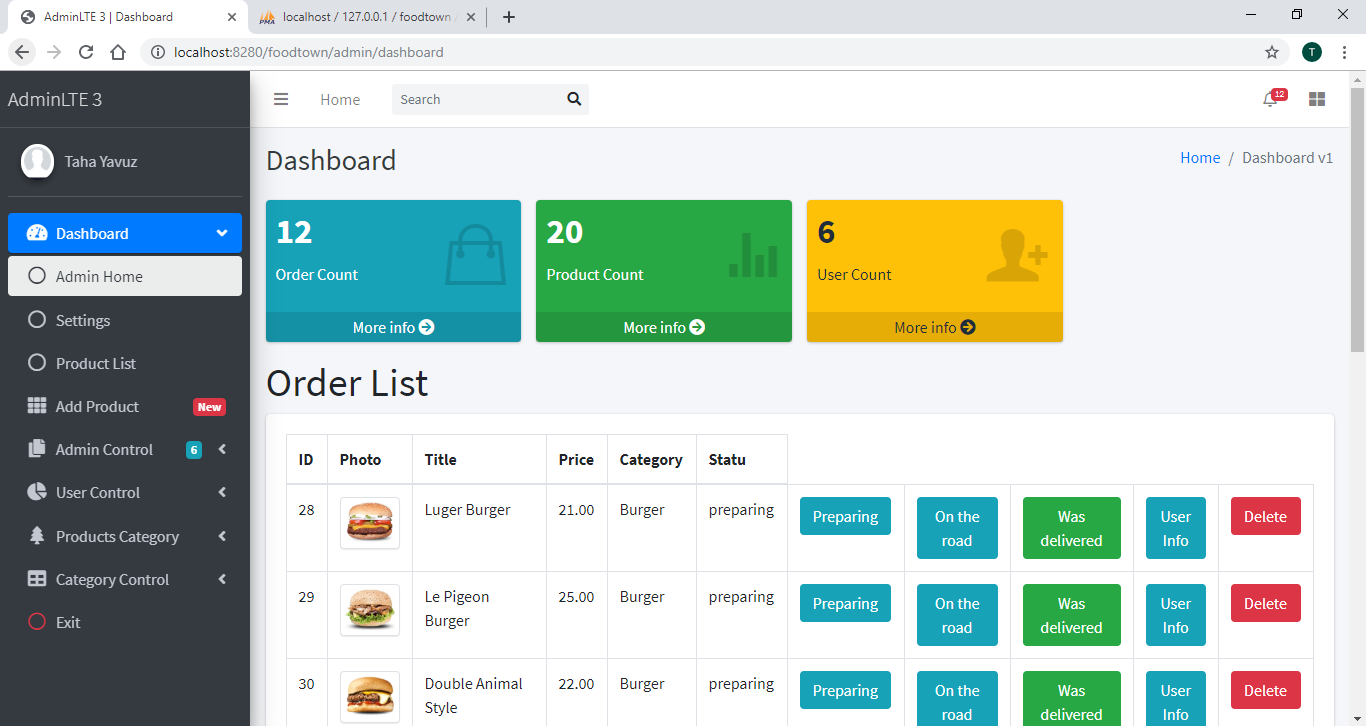 AdminLTE 3 | Dashboard
localhost / 127.0.0.1 / foodtown
localhost:8280/foodtown/admin/dashboard
T
AdminLTE 3
Home
Search
12
Taha Yavuz
Dashboard
Home / Dashboard v1
Dashboard
Admin Home
Settings
Product List
Add Product
New
Admin Control
6
User Control
Products Category
Category Control
Exit
12
Order Count
More info
20
Product Count
More info
6
User Count
More info
Order List
ID Photo Title Price Category Statu
28 Luger Burger 21.00 Burger preparing Preparing On the User Delete
road
Was
delivered
Info
29 Le Pigeon 25.00 Burger preparing Preparing On the Was User Delete
Burger road delivered Info
30 Double Animal 22.00 Burger preparing Preparing On the Was User Delete
Style road delivered Info